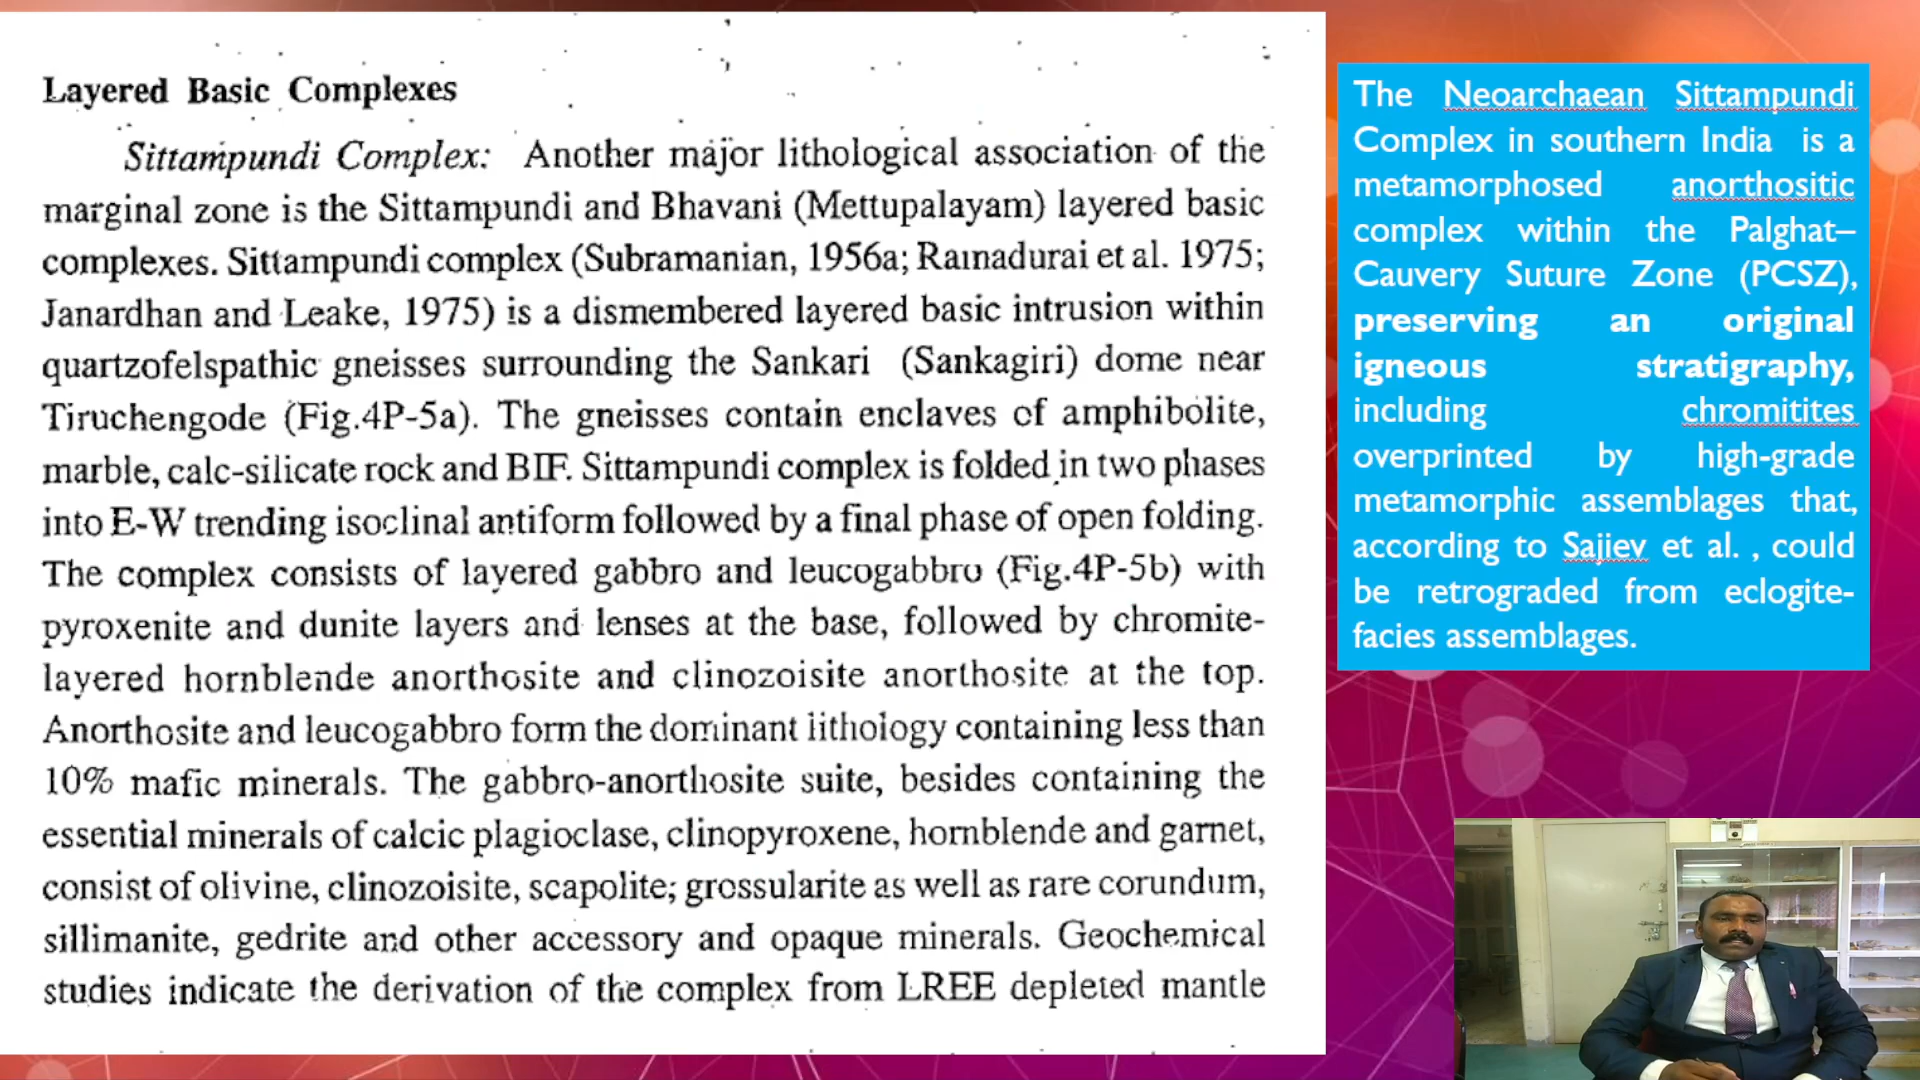 Layered Basic Complexes
Sittampundi Complex: Another major lithological association of the
marginal zone is the Sittampundi and Bhavani (Mettupalayam) layered basic
complexes. Sittampundi complex (Subramanian, 1956a; Ramadurai et al. 1975;
Janardhan and Leake, 1975) is a dismembered layered basic intrusion within
quartzofelspathic gneisses surrounding the Sankari (Sankagiri) dome near
Tiruchengode (Fig.4P-5a). The gneisses contain enclaves of amphibolite,
marble, calc-silicate rock and BIF. Sittampundi complex is folded in two phases
into E-W trending isoclinal antiform followed by a final phase of open folding.
The complex consists of layered gabbro and leucogabbro (Fig.4P-5b) with
pyroxenite and dunite layers and lenses at the base, followed by chromite-
layered hornblende anorthosite and clinozoisite anorthosite at the top.
Anorthosite and leucogabbro form the dominant lithology containing less than
10% mafic minerals. The gabbro-anorthosite suite, besides containing the
essential minerals of calcic plagioclase, clinopyroxene, hornblende and garnet,
consist of olivine, clinozoisite, scapolite; grossularite as well as rare corundum,
sillimanite, gedrite and other accessory and opaque minerals. Geochemical
studies indicate the derivation of the complex from LREE depleted mantle
The Neoarchaean Sittampundi
Complex in southern India is a
metamorphosed anorthositic
complex within the Palghat–
Cauvery Suture Zone (PCSZ),
preserving an original
igneous stratigraphy,
including chromitites
overprinted by high-grade
metamorphic assemblages that,
according to Sajiev et al. , could
be retrograded from eclogite-
facies assemblages.